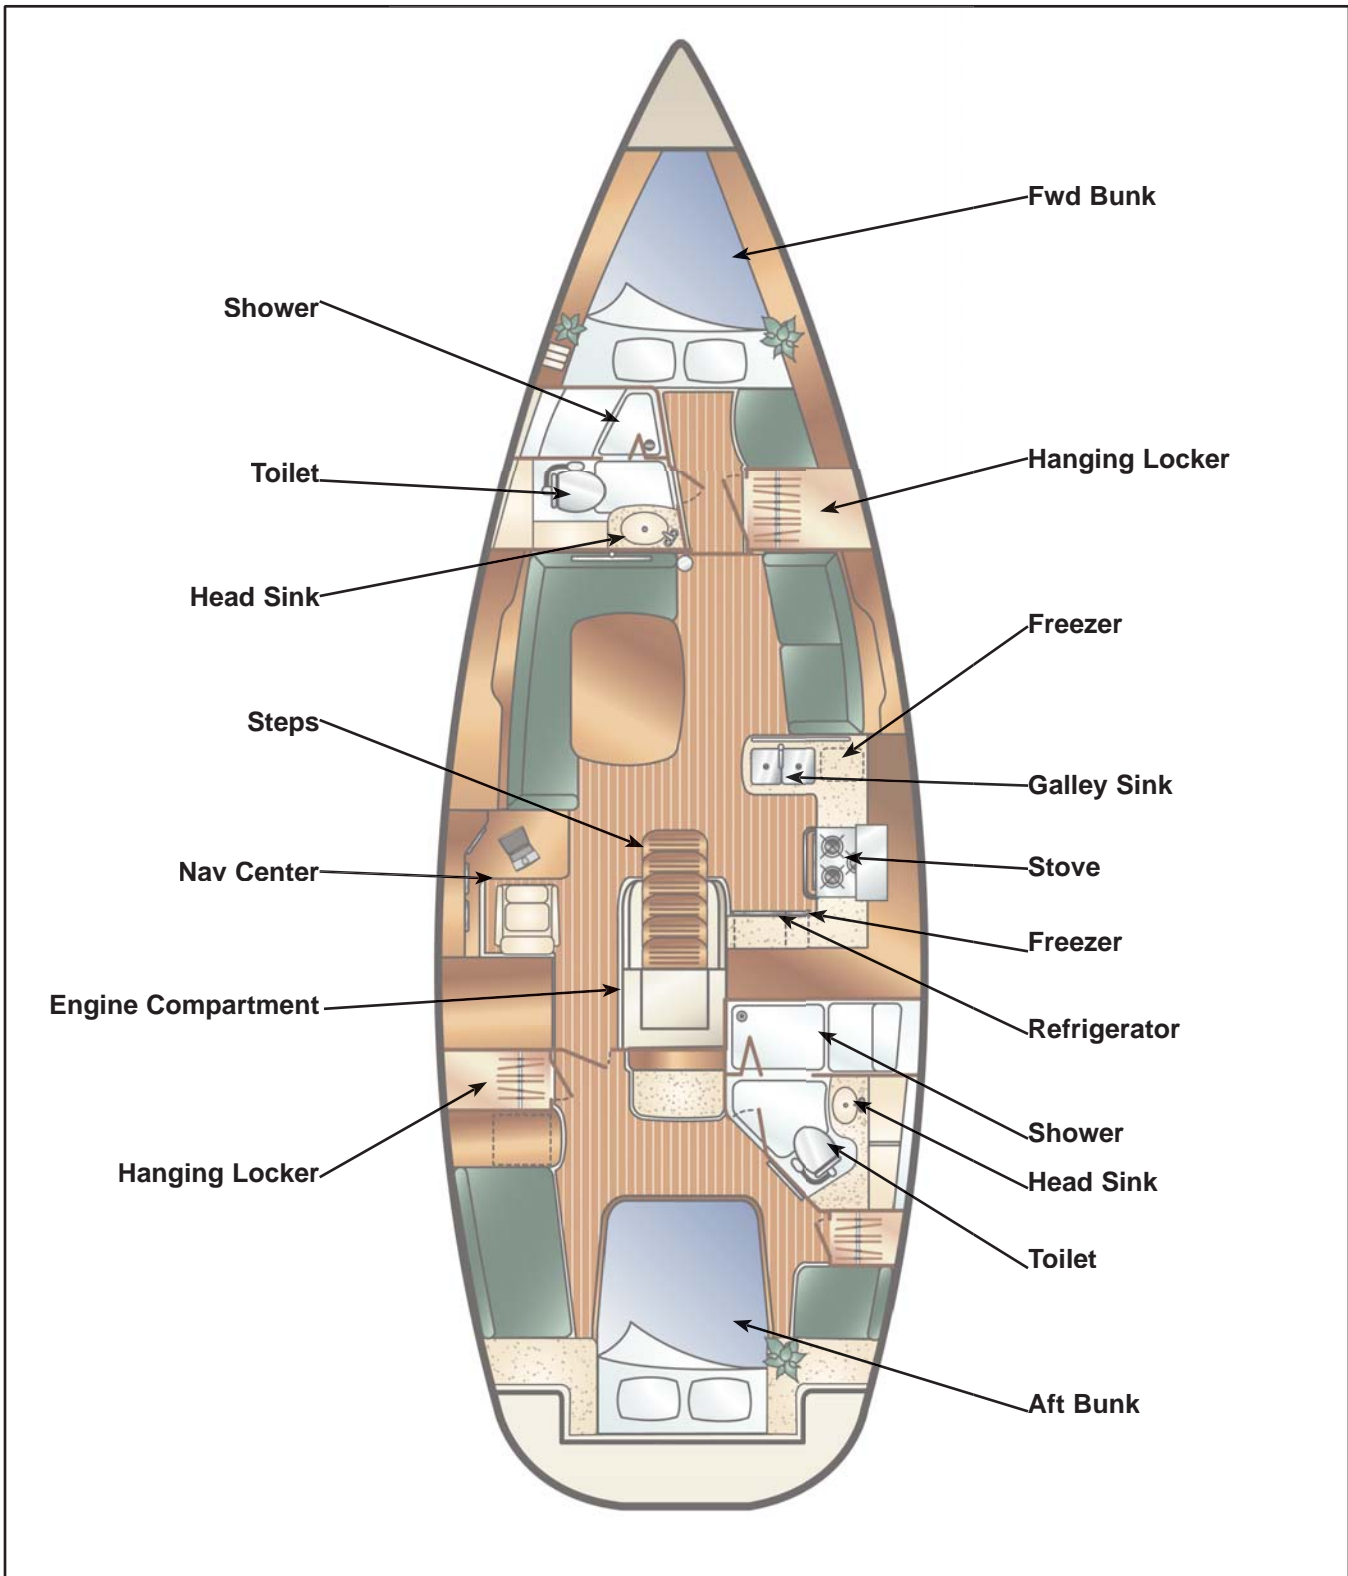 Fwd Bunk
Shower
Hanging Locker
Toilet
Head Sink
Freezer
Steps
Galley Sink
Stove
Nav Center
Freezer
Engine Compartment
Refrigerator
Shower
Hanging Locker
Head Sink
Toilet
Aft Bunk